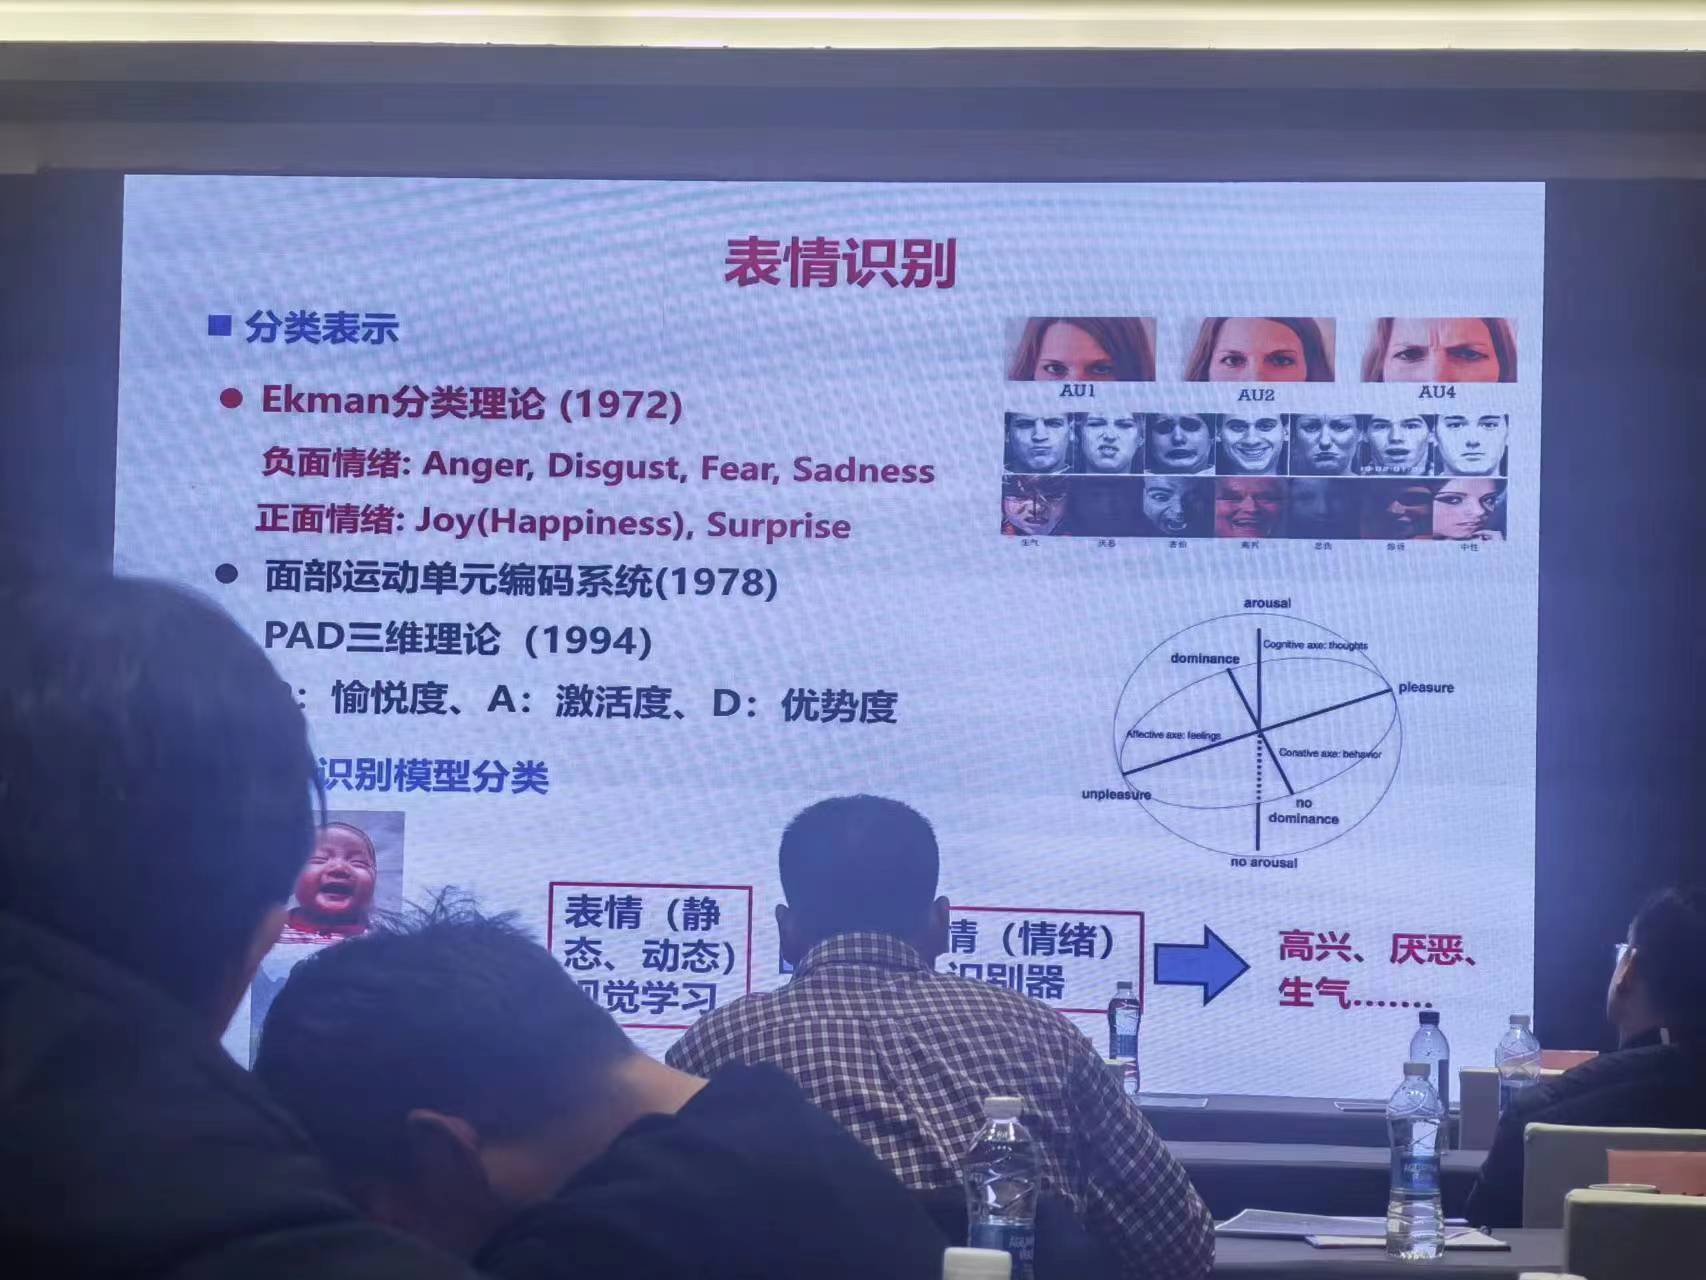 表情识别
分类表示
Ekman分类理论 (1972)
负面情绪: Anger, Disgust, Fear, Sadness
正面情绪: Joy(Happiness), Surprise
面部运动单元编码系统(1978)
PAD三维理论（1994）
：愉悦度、A：激活度、D：优势度
识别模型分类
表情（静
态、动态）
视觉学习
情（情绪）
识别器
高兴、厌恶、
生气.......
AU1 AU2 AU4
生气 厌恶 害怕 高兴 悲伤 惊讶 中性
arousal
Cognitive axe: thoughts
dominance
pleasure
Affective axe: feelings
Conative axe: behavior
unpleasure
no
dominance
no arousal